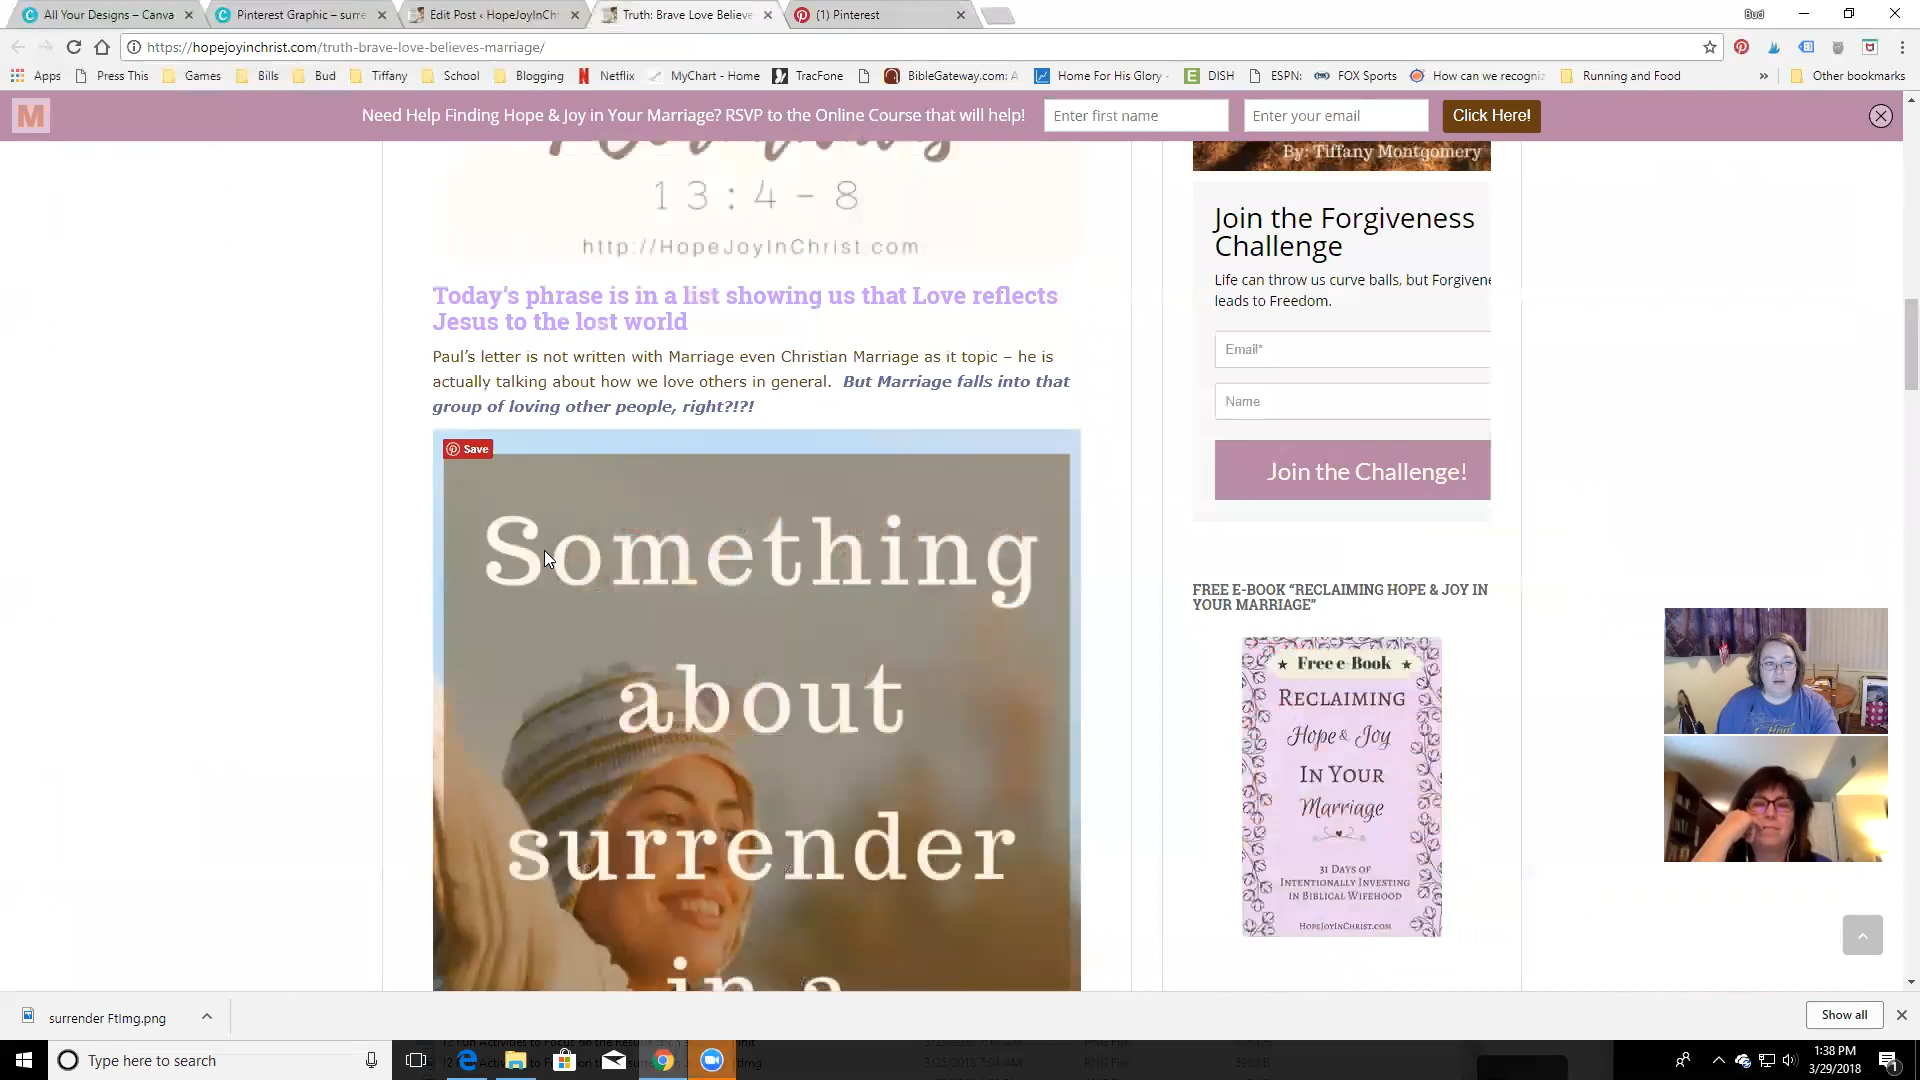 All Your Designs – Canva
Pinterest Graphic – surre
Edit Post ‹ HopeJoyInCh
Truth: Brave Love Believe
(1) Pinterest
Bud
https://hopejoyinchrist.com/truth-brave-love-believes-marriage/
Apps
Press This
Games
Bills
Bud
Tiffany
School
Blogging
Netflix
MyChart - Home
TracFone
BibleGateway.com: A
Home For His Glory -
DISH
ESPN:
FOX Sports
How can we recogni
Running and Food
»
Other bookmarks
M
Need Help Finding Hope & Joy in Your Marriage? RSVP to the Online Course that will help!
Enter first name
Enter your email
Click Here!
13:4-8
http://HopeJoyInChrist.com
Today's phrase is in a list showing us that Love reflects
Jesus to the lost world
Paul's letter is not written with Marriage even Christian Marriage as it topic – he is
actually talking about how we love others in general. But Marriage falls into that
group of loving other people, right?!?!
Save
Something
about
surrender
in a
By: Tiffany Montgomery
Join the Forgiveness
Challenge
Life can throw us curve balls, but Forgivene
leads to Freedom.
Email*
Name
Join the Challenge!
FREE E-BOOK “RECLAIMING HOPE & JOY IN
YOUR MARRIAGE”
★ Free e-Book ★
RECLAIMING
Hope & Joy
IN YOUR
Marriage
31 DAYS OF
INTENTIONALLY INVESTING
IN BIBLICAL WIFEHOOD
HOPEJOYINCHRIST.COM
surrender FtImg.png
Show all
Type here to search
1:38 PM
3/29/2018
1